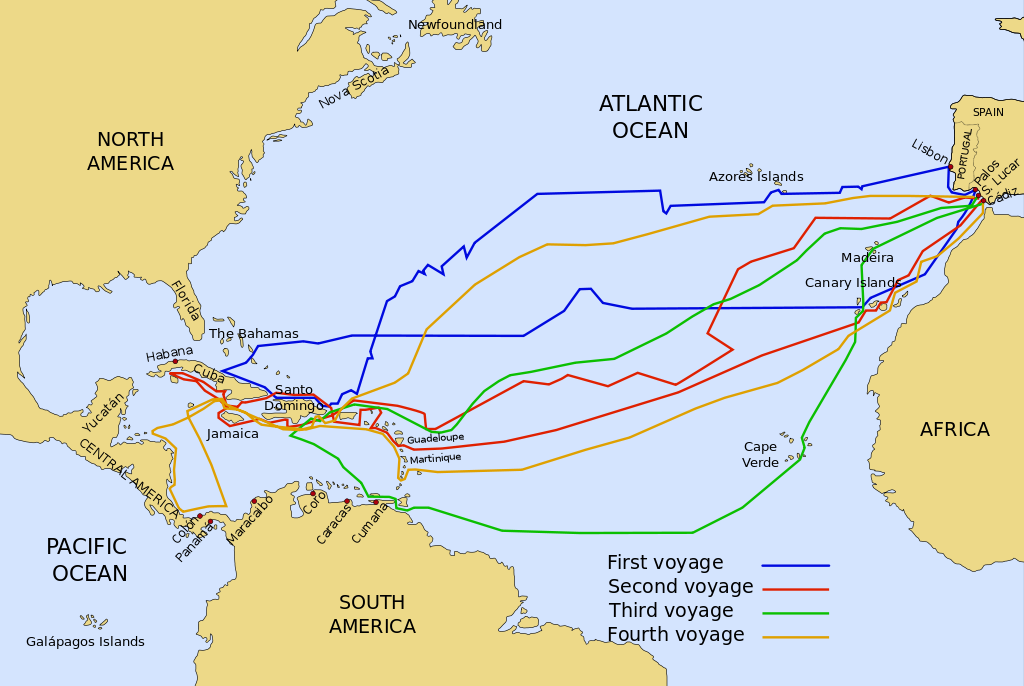 Newfoundland
Nova Scotia
ATLANTIC
OCEAN
SPAIN
PORTUGAL
Lisbon
Palos
S. Lucar
Cádiz
NORTH
AMERICA
Azores Islands
Madeira
Canary Islands
Florida
The Bahamas
Habana
Cuba
Santo
Domingo
Yucatán
Jamaica
Guadeloupe
Martinique
CENTRAL AMERICA
AFRICA
Cape
Verde
Colón
Panama
Maracaibo
Coro
Caracas
Cumana
PACIFIC
OCEAN
SOUTH
AMERICA
Galápagos Islands
First voyage
Second voyage
Third voyage
Fourth voyage